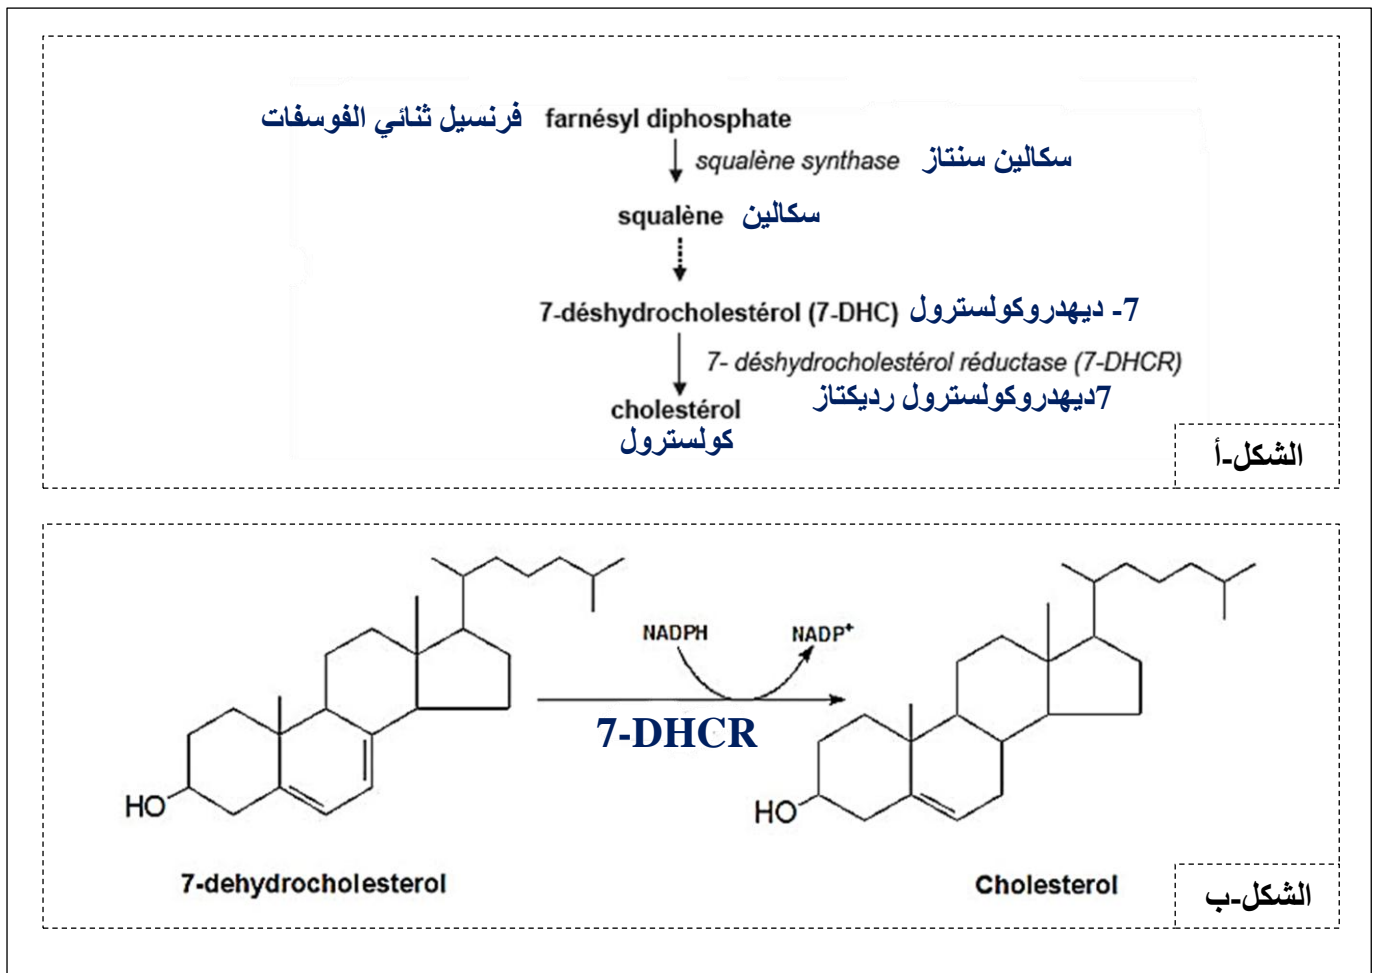 فرنسيل ثنائي الفوسفات farnésyl diphosphate
squalène synthase سكالين سنتاز
squalène سكالين
7-déshydrocholestérol (7-DHC) 7- ديهدروكولسترول
7- déshydrocholestérol réductase (7-DHCR)
7ديهدروكولسترول رديكتاز
cholestérol
كولسترول
الشكل-أ
NADPH NADP+
7-DHCR
HO HO
7-dehydrocholesterol Cholesterol
الشكل-ب